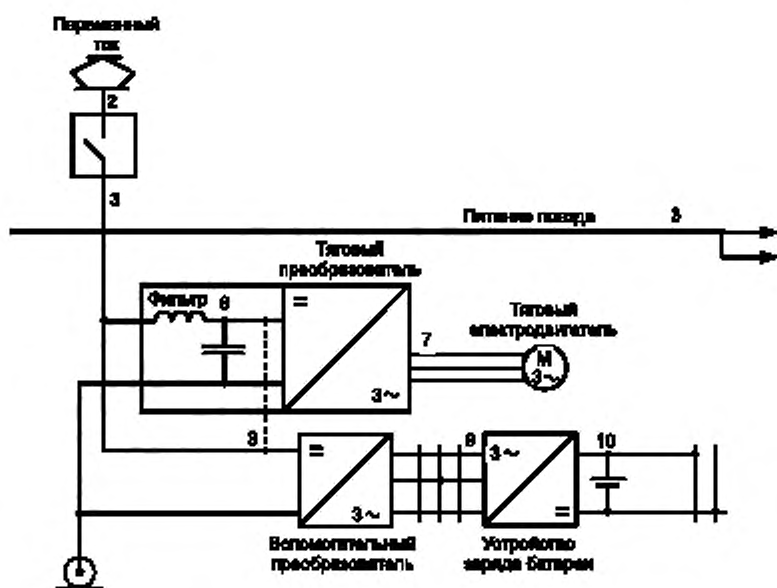 Переменный
ток
2
3
Питание поезда 3
Тяговый
преобразователь
Фильтр 6
=
3~
7
Тяговый
электродвигатель
М
3~
=
3~
9
3~
=
10
Вспомогательный
преобразователь
Устройство
заряда батареи